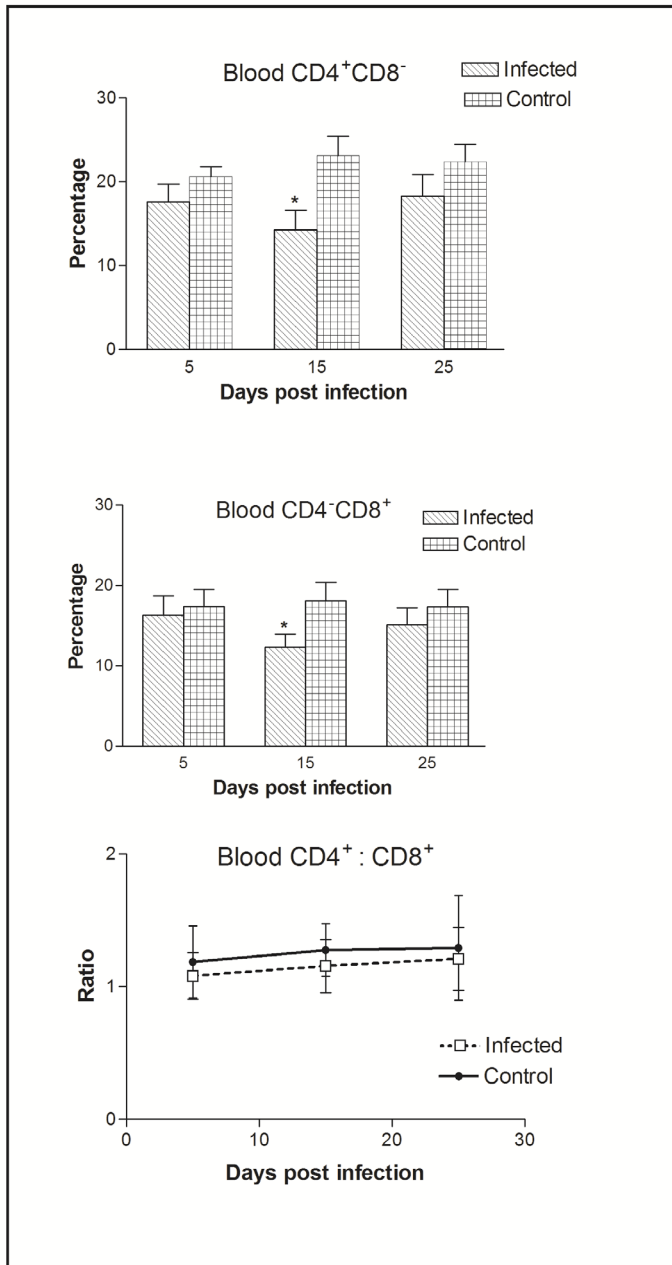 Blood CD4⁺CD8⁻
Infected
Control
30
20
10
0
Percentage
*
5 15 25
Days post infection
Blood CD4⁻CD8⁺
Infected
Control
30
20
10
0
Percentage
*
5 15 25
Days post infection
Blood CD4⁺ : CD8⁺
2
1
0
Ratio
Infected
Control
0 10 20 30
Days post infection